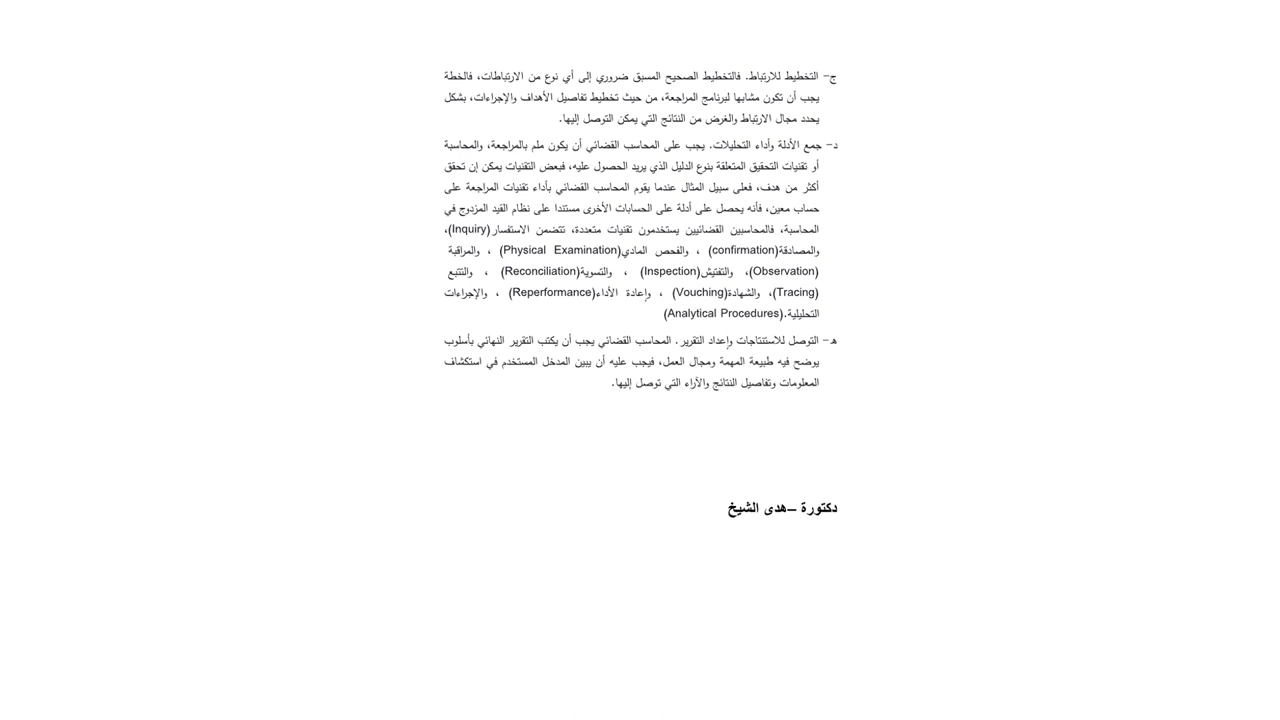 ج- التخطيط للارتباط. فالتخطيط الصحيح المسبق ضروري إلى أي نوع من الارتباطات، فالخطة
يجب أن تكون مشابها لبرنامج المراجعة، من حيث تخطيط تفاصيل الأهداف والإجراءات، بشكل
يحدد مجال الارتباط والغرض من النتائج التي يمكن التوصل إليها.
د- جمع الأدلة وأداء التحليلات. يجب على المحاسب القضائي أن يكون ملم بالمراجعة، والمحاسبة
أو تقنيات التحقيق المتعلقة بنوع الدليل الذي يريد الحصول عليه، فبعض التقنيات يمكن إن تحقق
أكثر من هدف، فعلى سبيل المثال عندما يقوم المحاسب القضائي بأداء تقنيات المراجعة على
حساب معين، فأنه يحصل على أدلة على الحسابات الأخرى مستندا على نظام القيد المزدوج في
المحاسبة، فالمحاسبين القضائيين يستخدمون تقنيات متعددة، تتضمن الاستفسار (Inquiry)،
والمصادقة(confirmation) ، والفحص المادي(Physical Examination) ، والمراقبة
(Observation)، والتفتيش(Inspection) ، والتسوية(Reconciliation) ، والتتبع
(Tracing)، والشهادة(Vouching) ، وإعادة الأداء(Reperformance) ، والإجراءات
التحليلية.(Analytical Procedures)
هـ- التوصل للاستنتاجات وإعداد التقرير. المحاسب القضائي يجب أن يكتب التقرير النهائي بأسلوب
يوضح فيه طبيعة المهمة ومجال العمل، فيجب عليه أن يبين المدخل المستخدم في استكشاف
المعلومات وتفاصيل النتائج والآراء التي توصل إليها.
دكتورة –هدى الشيخ